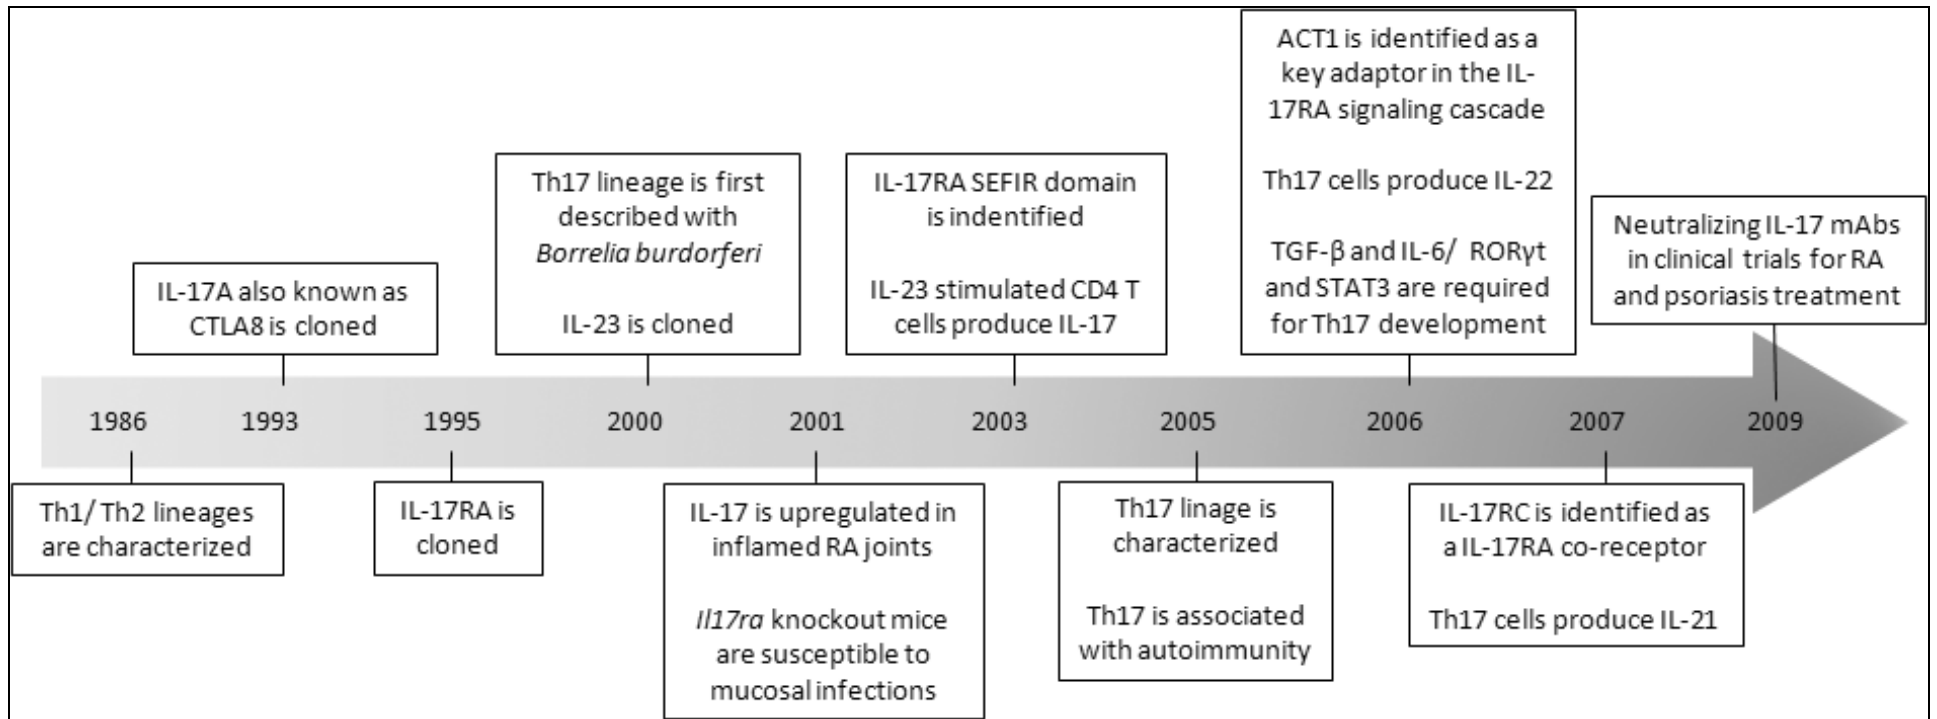 ACT1 is identified as a
key adaptor in the IL-
17RA signaling cascade
Th17 cells produce IL-22
TGF-β and IL-6/ RORγt
and STAT3 are required
for Th17 development
Th17 lineage is first
described with
Borrelia burdorferi
IL-23 is cloned
IL-17RA SEFIR domain
is indentified
IL-23 stimulated CD4 T
cells produce IL-17
Neutralizing IL-17 mAbs
in clinical trials for RA
and psoriasis treatment
IL-17A also known as
CTLA8 is cloned
1986 1993 1995 2000 2001 2003 2005 2006 2007 2009
Th1/ Th2 lineages
are characterized
IL-17RA is
cloned
IL-17 is upregulated in
inflamed RA joints
Il17ra knockout mice
are susceptible to
mucosal infections
Th17 linage is
characterized
Th17 is associated
with autoimmunity
IL-17RC is identified as
a IL-17RA co-receptor
Th17 cells produce IL-21